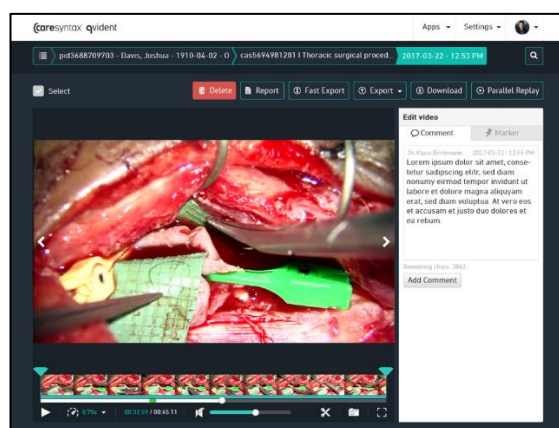 caresyntax qvident
Apps Settings
pid3688709703 - Davis, Joshua - 1910-04-02 - O cas5694981281 I Thoracic surgical proced... 2017-03-22 - 12:53 PM
Select Delete Report Fast Export Export Download Parallel Replay
Edit video
Comment Marker
Dr. Klaus Brinkmann 2017-03-22 - 12:55 PM
Lorem ipsum dolor sit amet, conse-
tetur sadipscing elitr, sed diam
nonumy eirmod tempor invidunt ut
labore et dolore magna aliquyam
erat, sed diam voluptua. At vero eos
et accusam et justo duo dolores et
ea rebum.
Remaining chars: 3862
Add Comment
0.75x 00:32:59 / 00:45:11